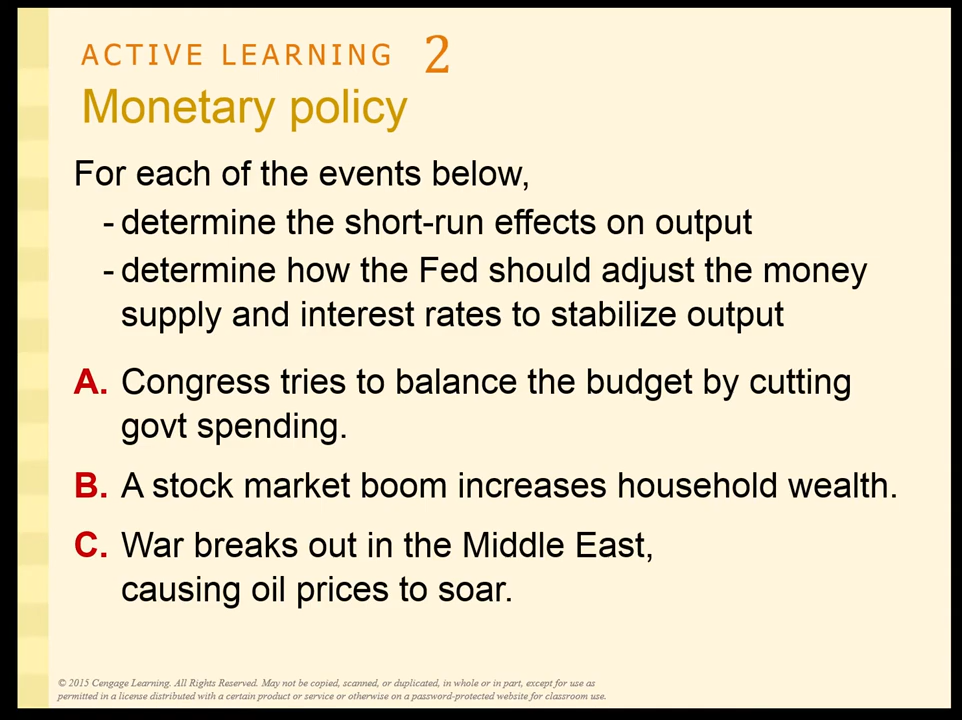 ACTIVE LEARNING 2
Monetary policy
For each of the events below,
- determine the short-run effects on output
- determine how the Fed should adjust the money
supply and interest rates to stabilize output
A. Congress tries to balance the budget by cutting
govt spending.
B. A stock market boom increases household wealth.
C. War breaks out in the Middle East,
causing oil prices to soar.
© 2015 Cengage Learning. All Rights Reserved. May not be copied, scanned, or duplicated, in whole or in part, except for use as
permitted in a license distributed with a certain product or service or otherwise on a password-protected website for classroom use.